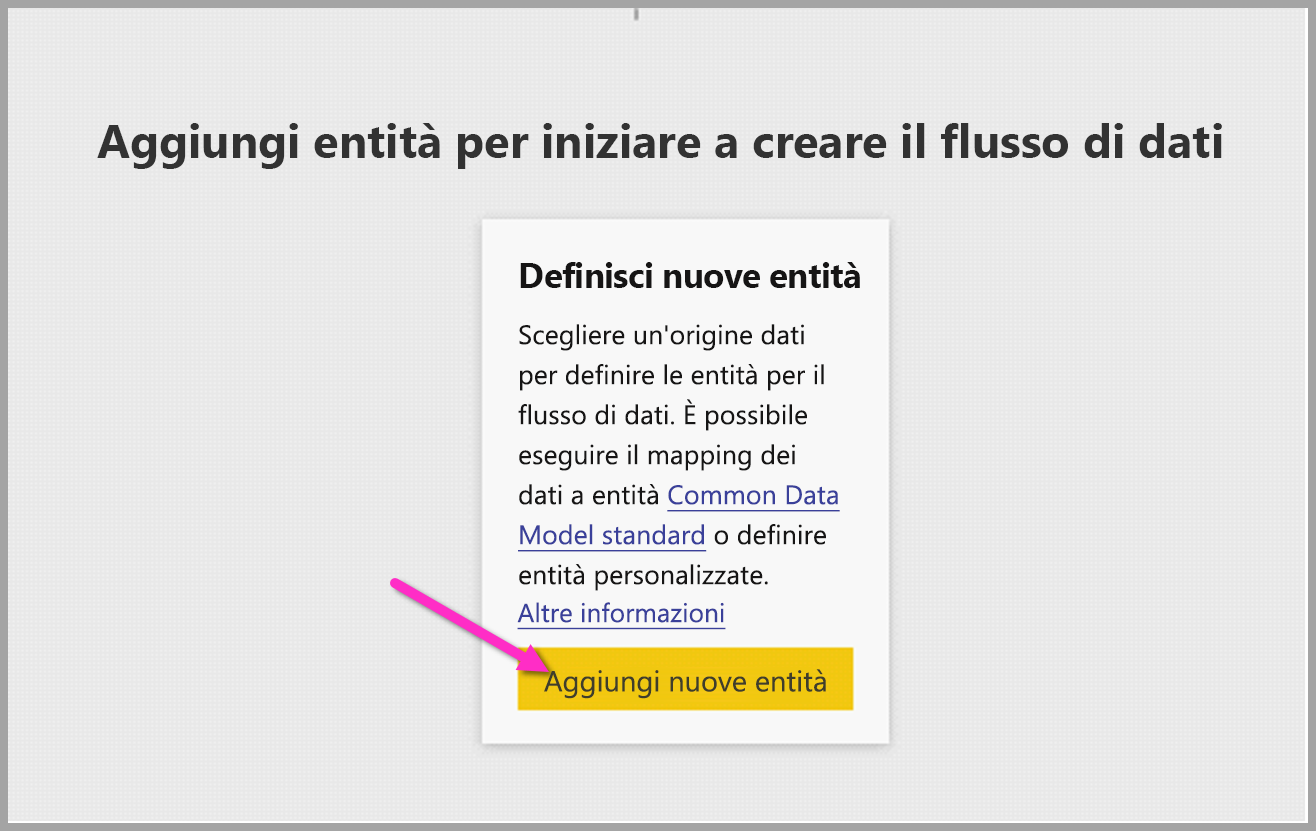 Aggiungi entità per iniziare a creare il flusso di dati
Definisci nuove entità
Scegliere un'origine dati
per definire le entità per il
flusso di dati. È possibile
eseguire il mapping dei
dati a entità Common Data
Model standard o definire
entità personalizzate.
Altre informazioni
Aggiungi nuove entità